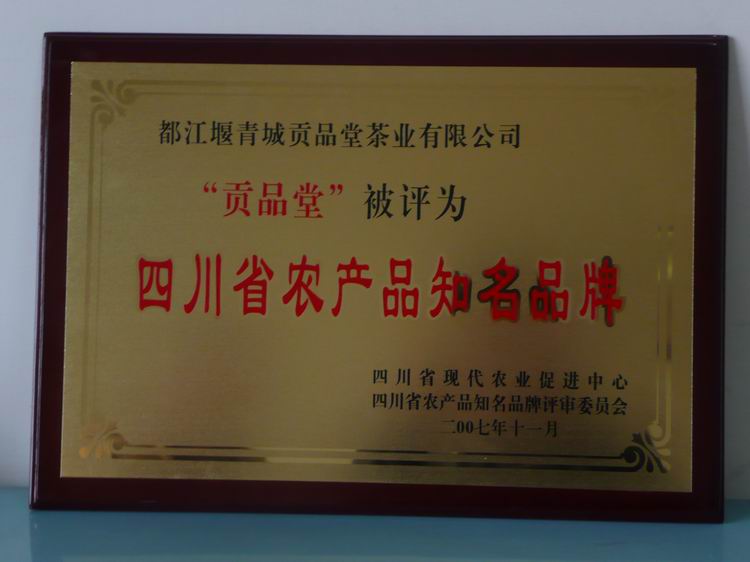 都江堰青城贡品堂茶业有限公司
“贡品堂”被评为
四川省农产品知名品牌
四川省现代农业促进中心
四川省农产品知名品牌评审委员会
二00七年十一月